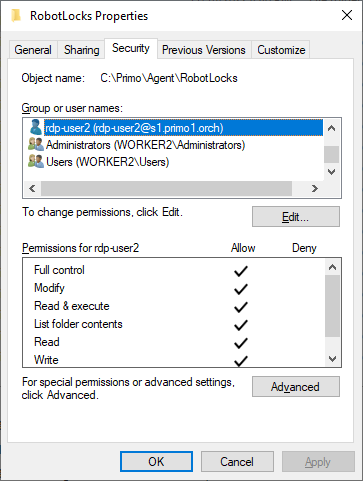 RobotLocks Properties
General Sharing Security Previous Versions Customize
Object name: C:\Primo\Agent\RobotLocks
Group or user names:
rdp-user2 (rdp-user2@s1.primo1.orch)
Administrators (WORKER2\Administrators)
Users (WORKER2\Users)
To change permissions, click Edit.
Edit...
Permissions for rdp-user2 Allow Deny
Full control
Modify
Read & execute
List folder contents
Read
Write
For special permissions or advanced settings,
click Advanced.
Advanced
OK Cancel Apply